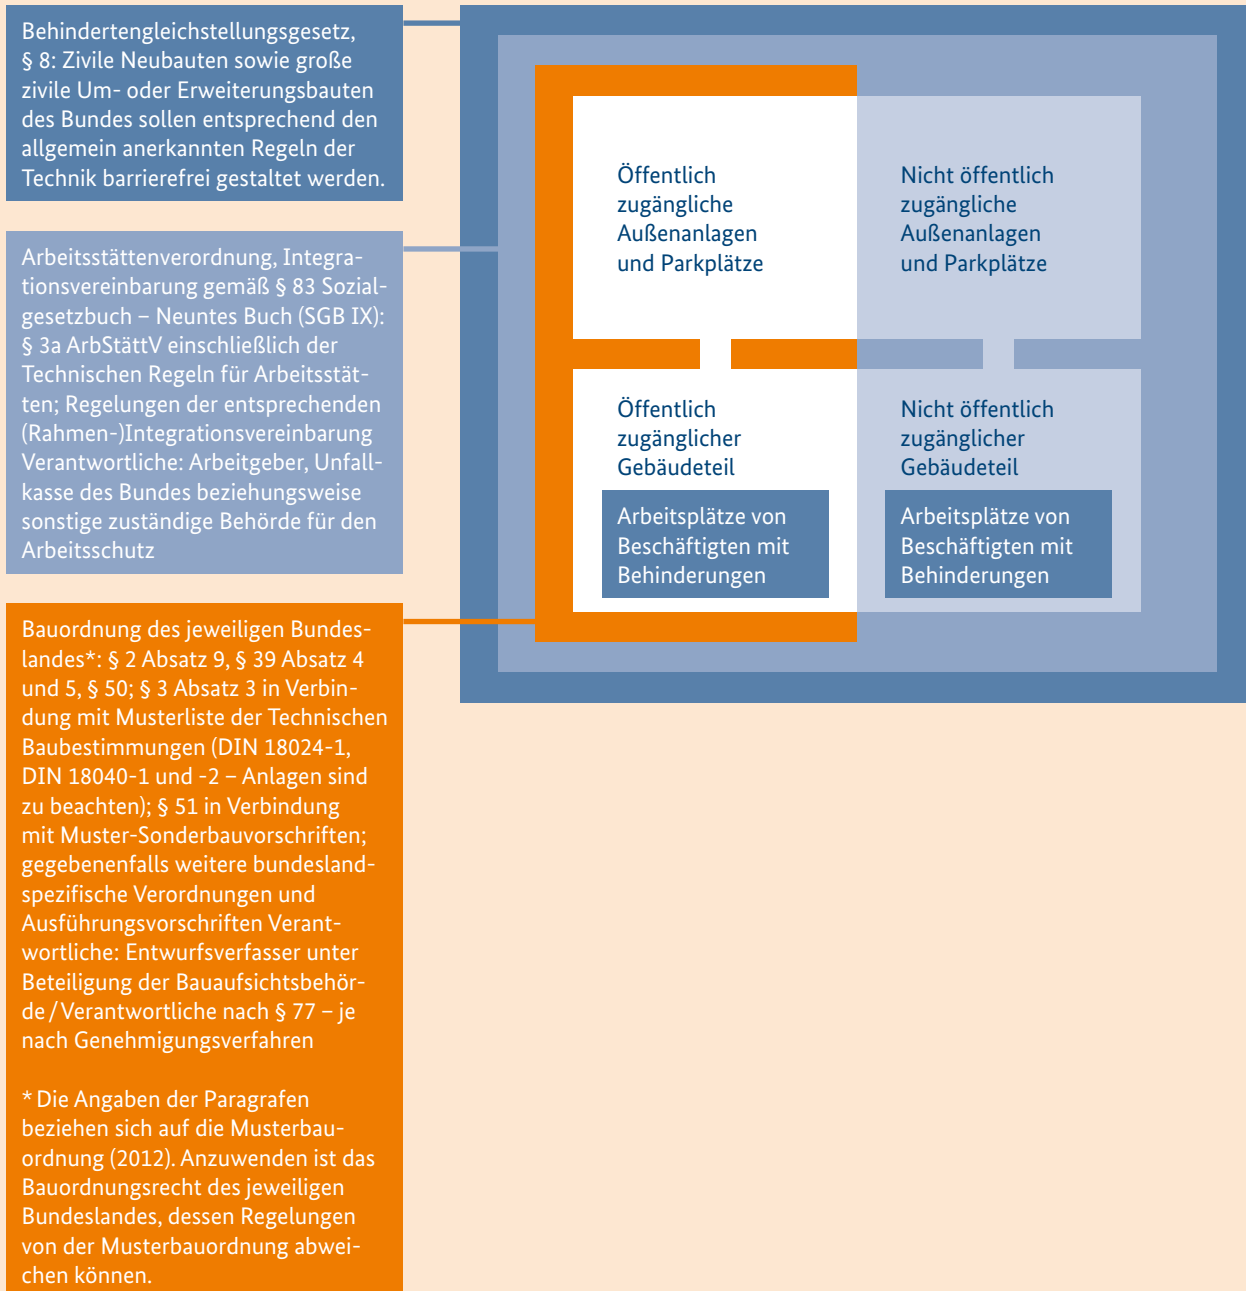 Behindertengleichstellungsgesetz,
§ 8: Zivile Neubauten sowie große
zivile Um- oder Erweiterungsbauten
des Bundes sollen entsprechend den
allgemein anerkannten Regeln der
Technik barrierefrei gestaltet werden.
Arbeitsstättenverordnung, Integra-
tionsvereinbarung gemäß § 83 Sozial-
gesetzbuch – Neuntes Buch (SGB IX):
§ 3a ArbStättV einschließlich der
Technischen Regeln für Arbeitsstät-
ten; Regelungen der entsprechenden
(Rahmen-)Integrationsvereinbarung
Verantwortliche: Arbeitgeber, Unfall-
kasse des Bundes beziehungsweise
sonstige zuständige Behörde für den
Arbeitsschutz
Bauordnung des jeweiligen Bundes-
landes*: § 2 Absatz 9, § 39 Absatz 4
und 5, § 50; § 3 Absatz 3 in Verbin-
dung mit Musterliste der Technischen
Baubestimmungen (DIN 18024-1,
DIN 18040-1 und -2 – Anlagen sind
zu beachten); § 51 in Verbindung
mit Muster-Sonderbauvorschriften;
gegebenenfalls weitere bundesland-
spezifische Verordnungen und
Ausführungsvorschriften Verant-
wortliche: Entwurfsverfasser unter
Beteiligung der Bauaufsichtsbehör-
de / Verantwortliche nach § 77 – je
nach Genehmigungsverfahren
* Die Angaben der Paragrafen
beziehen sich auf die Musterbau-
ordnung (2012). Anzuwenden ist das
Bauordnungsrecht des jeweiligen
Bundeslandes, dessen Regelungen
von der Musterbauordnung abwei-
chen können.
Öffentlich
zugängliche
Außenanlagen
und Parkplätze
Nicht öffentlich
zugängliche
Außenanlagen
und Parkplätze
Öffentlich
zugänglicher
Gebäudeteil
Arbeitsplätze von
Beschäftigten mit
Behinderungen
Nicht öffentlich
zugänglicher
Gebäudeteil
Arbeitsplätze von
Beschäftigten mit
Behinderungen